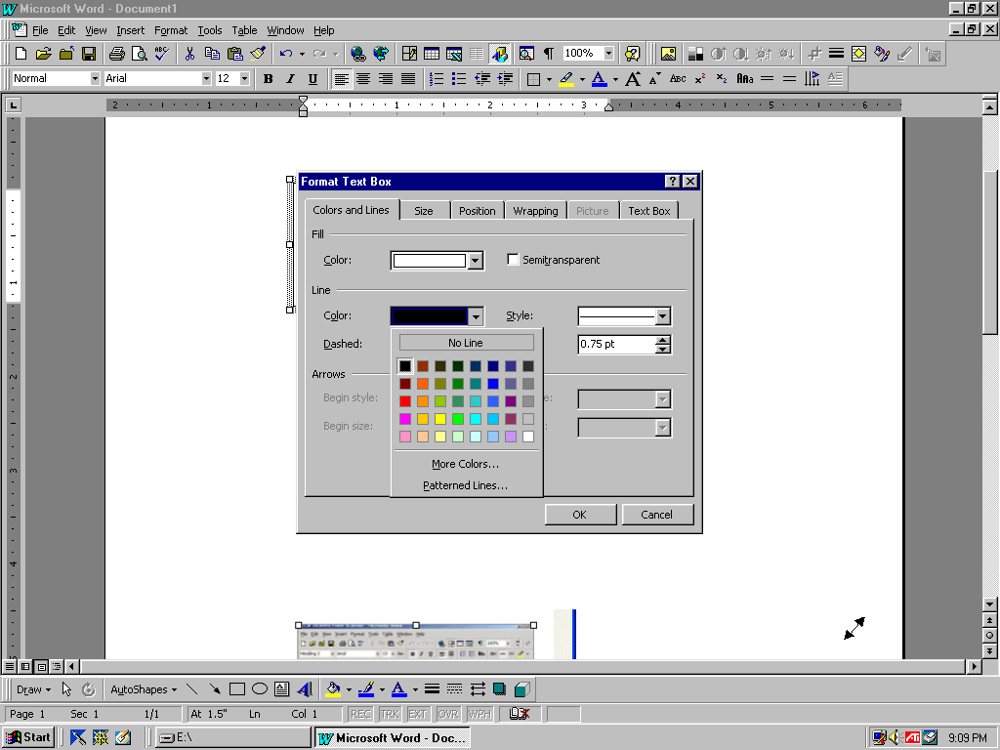 Microsoft Word - Document1
File Edit View Insert Format Tools Table Window Help
100%
Normal Arial 12 B I U
2 1 1 2 3 4 5 6
Format Text Box
Colors and Lines Size Position Wrapping Picture Text Box
Fill
Color: Semitransparent
Line
Color: Style:
Dashed: 0.75 pt
No Line
Arrows
Begin style: e:
Begin size: :
More Colors...
Patterned Lines...
OK Cancel
1
2
3
4
Draw AutoShapes
Page 1 Sec 1 1/1 At 1.5" Ln Col 1 REC TRK EXT OVR WPH
Start E:\ Microsoft Word - Doc... 9:09 PM